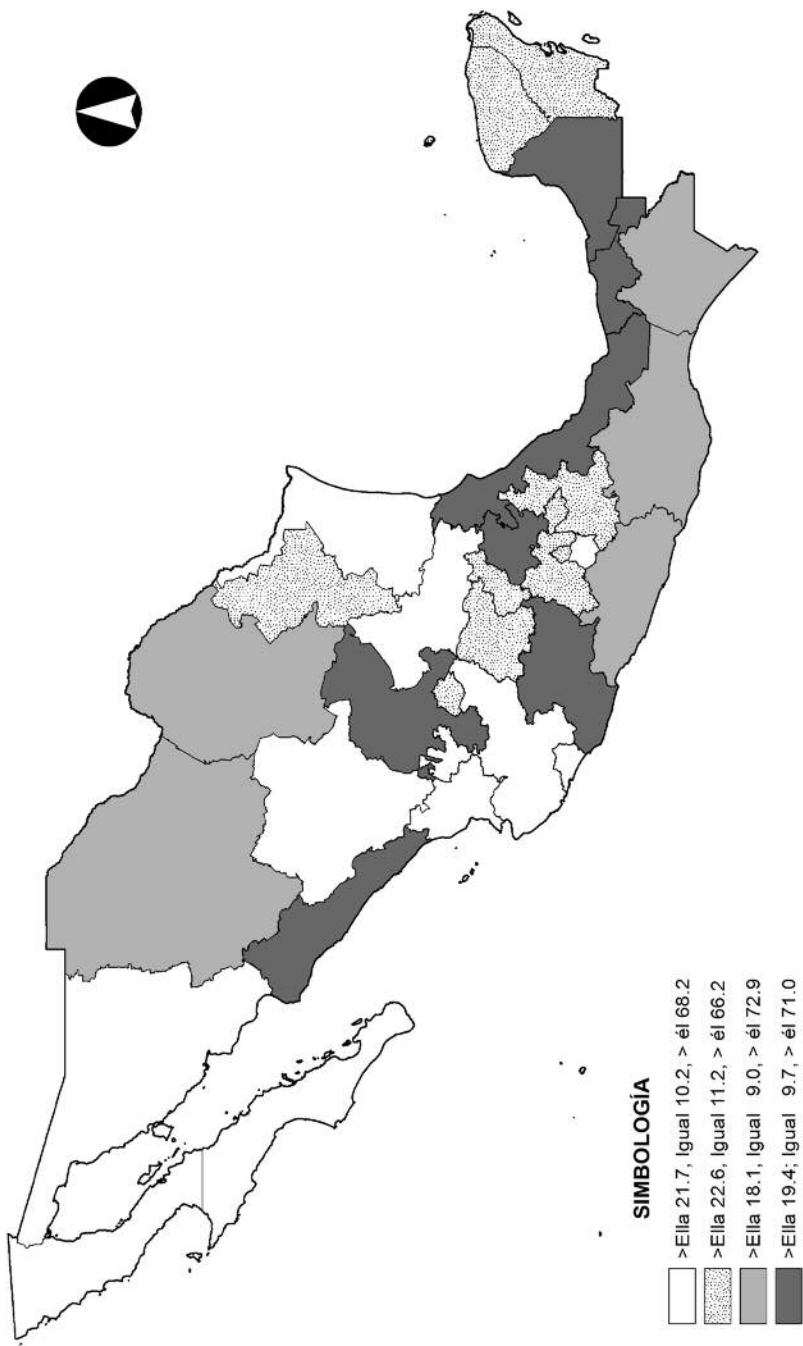 SIMBOLOGÍA
>Ella 21.7, Igual 10.2, > él 68.2
>Ella 22.6, Igual 11.2, > él 66.2
>Ella 18.1, Igual 9.0, > él 72.9
>Ella 19.4; Igual 9.7, > él 71.0